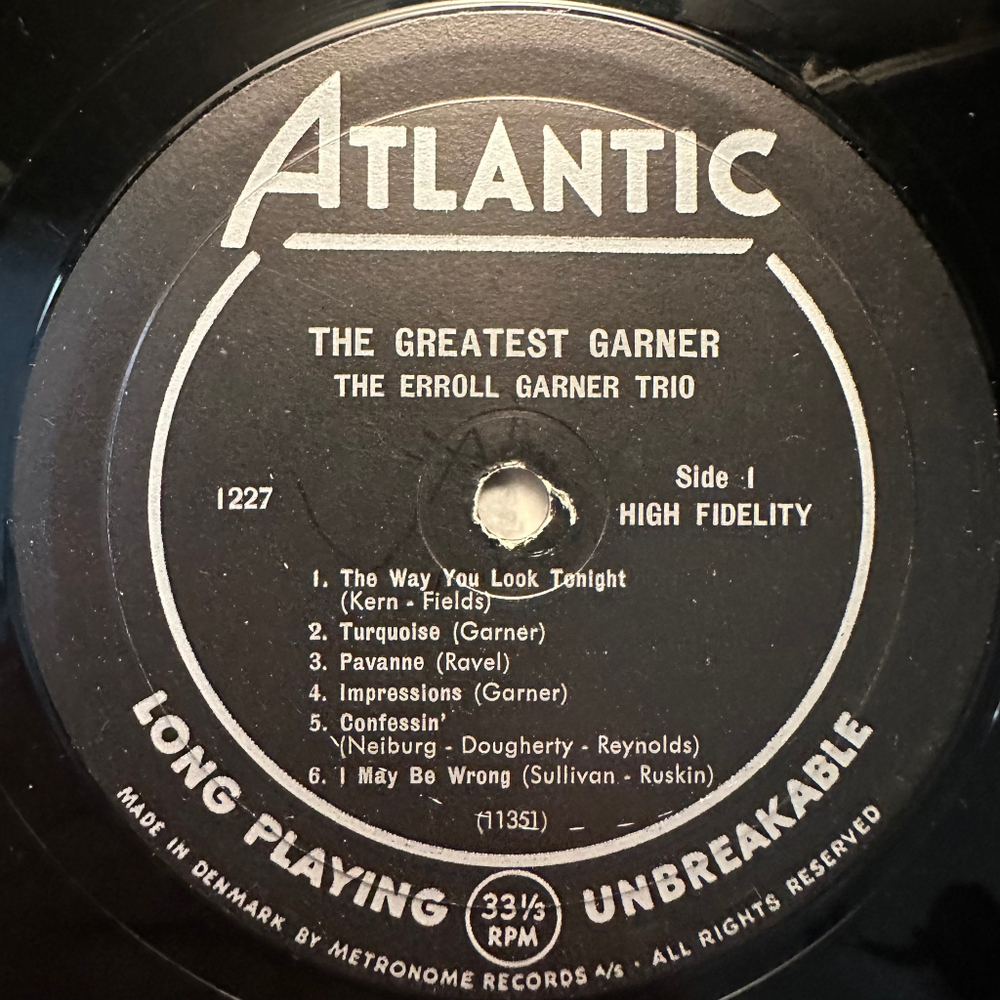 ATLANTIC
THE GREATEST GARNER
THE ERROLL GARNER TRIO
1227
Side 1
HIGH FIDELITY
1. The Way You Look Tonight
(Kern - Fields)
2. Turquoise (Garner)
3. Pavanne (Ravel)
4. Impressions (Garner)
5. Confessin'
(Neiburg - Dougherty - Reynolds)
6. I May Be Wrong (Sullivan - Ruskin)
(11351)
LONG PLAYING 33⅓ RPM UNBREAKABLE
MADE IN DENMARK BY METRONOME RECORDS A/S · ALL RIGHTS RESERVED